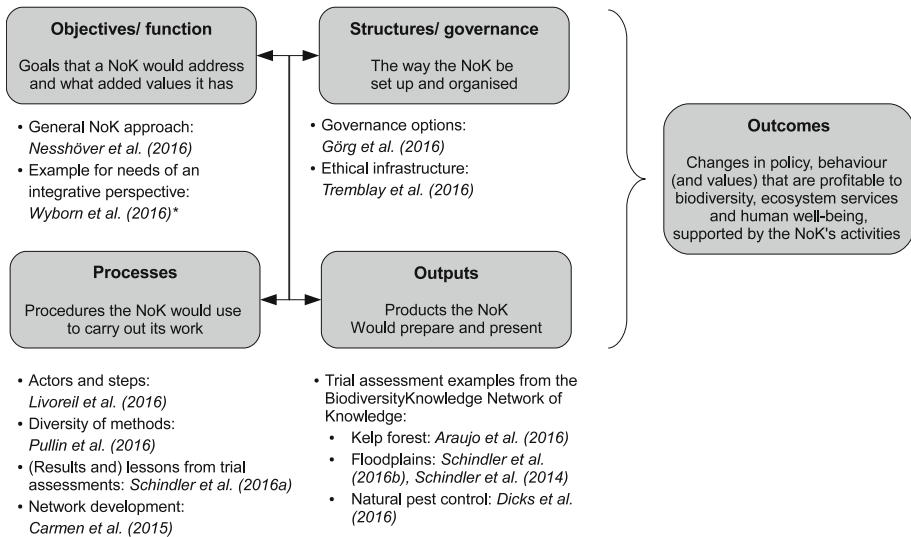 Objectives/ function
Goals that a NoK would address
and what added values it has
• General NoK approach:
Nesshöver et al. (2016)
• Example for needs of an
integrative perspective:
Wyborn et al. (2016)*
Structures/ governance
The way the NoK be
set up and organised
• Governance options:
Görg et al. (2016)
• Ethical infrastructure:
Tremblay et al. (2016)
Processes
Procedures the NoK would use
to carry out its work
• Actors and steps:
Livoreil et al. (2016)
• Diversity of methods:
Pullin et al. (2016)
• (Results and) lessons from trial
assessments: Schindler et al. (2016a)
• Network development:
Carmen et al. (2015)
Outputs
Products the NoK
Would prepare and present
• Trial assessment examples from the
BiodiversityKnowledge Network of
Knowledge:
• Kelp forest: Araujo et al. (2016)
• Floodplains: Schindler et al.
(2016b), Schindler et al. (2014)
• Natural pest control: Dicks et al.
(2016)
Outcomes
Changes in policy, behaviour
(and values) that are profitable to
biodiversity, ecosystem services
and human well-being,
supported by the NoK's activities